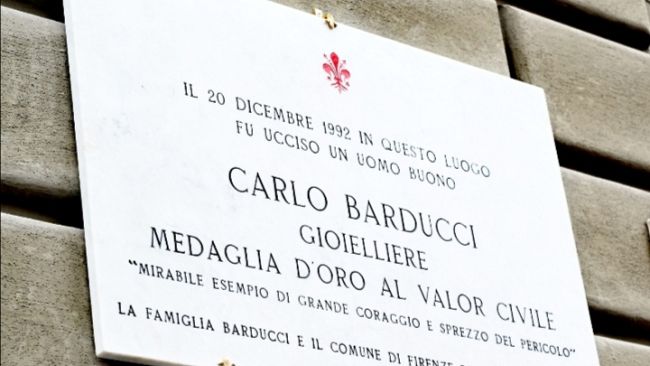 IL 20 DICEMBRE 1992 IN QUESTO LUOGO
FU UCCISO UN UOMO BUONO
CARLO BARDUCCI
GIOIELLIERE
MEDAGLIA D'ORO AL VALOR CIVILE
"MIRABILE ESEMPIO DI GRANDE CORAGGIO E SPREZZO DEL PERICOLO"
LA FAMIGLIA BARDUCCI E IL COMUNE DI FIRENZE